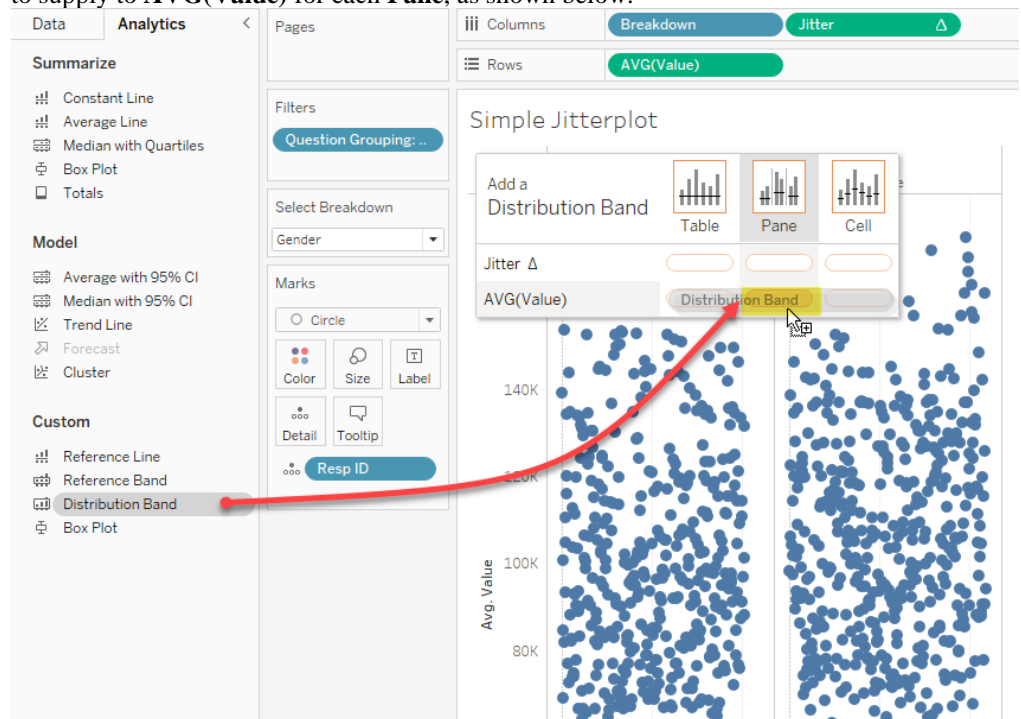 to supply to AVG(Value) for each Pane, as shown below:
Data
Analytics
Summarize
Constant Line
Average Line
Median with Quartiles
Box Plot
Totals
Model
Average with 95% CI
Median with 95% CI
Trend Line
Forecast
Cluster
Custom
Reference Line
Reference Band
Distribution Band
Box Plot
Pages
Filters
Question Grouping: ..
Select Breakdown
Gender
Marks
Circle
Color
Size
Label
Detail
Tooltip
Resp ID
Columns
Breakdown
Jitter Δ
Rows
AVG(Value)
Simple Jitterplot
Add a
Distribution Band
Table
Pane
Cell
Jitter Δ
AVG(Value)
Distribution Band
140K
120K
100K
80K
Avg. Value